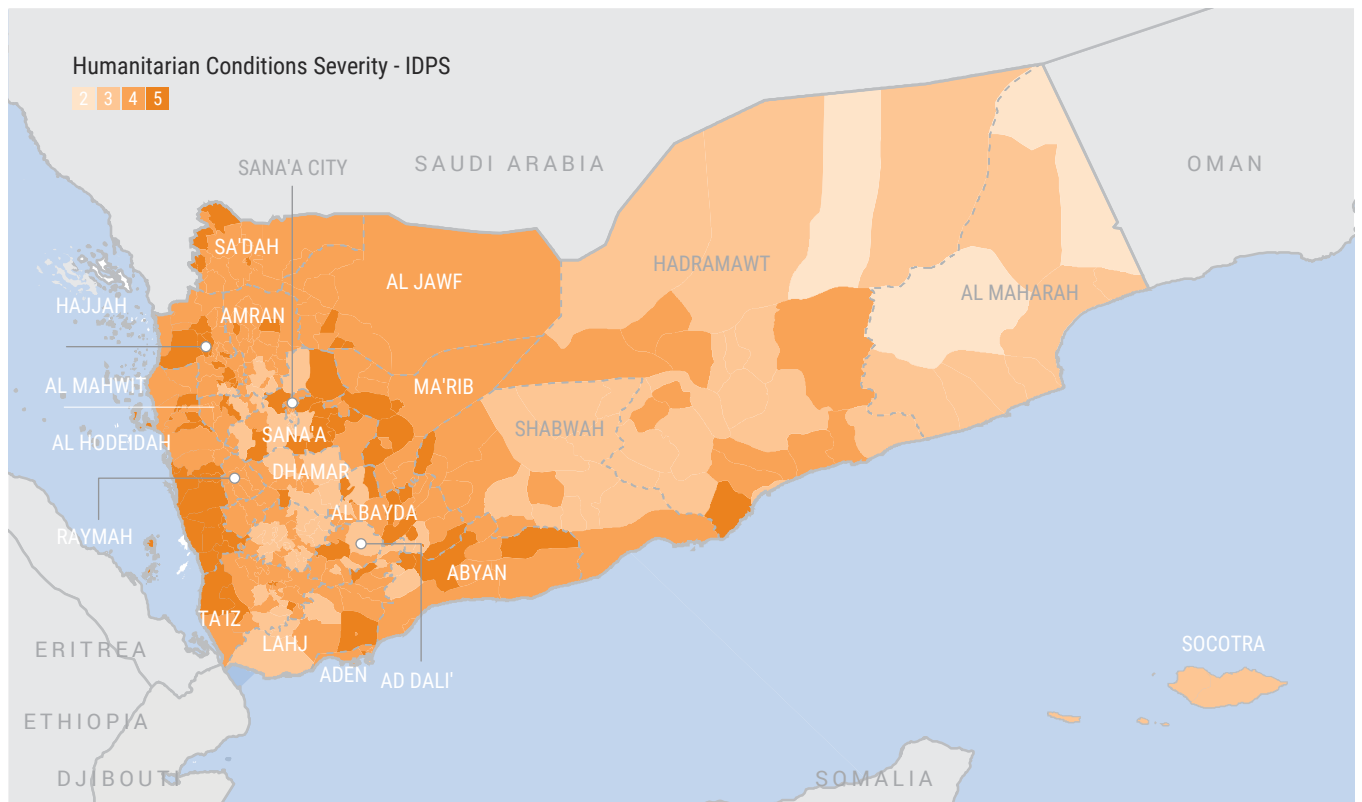 Humanitarian Conditions Severity - IDPS
2 3 4 5
SANA'A CITY
SAUDI ARABIA
OMAN
SA'DAH
HADRAMAWT
AL JAWF
AL MAHARAH
HAJJAH
AMRAN
AL MAHWIT
MA'RIB
SHABWAH
AL HODEIDAH
SANA'A
DHAMAR
AL BAYDA
RAYMAH
ABYAN
TA'IZ
LAHJ
ERITREA
SOCOTRA
ADEN
AD DALI'
ETHIOPIA
DJIBOUTI
SOMALIA